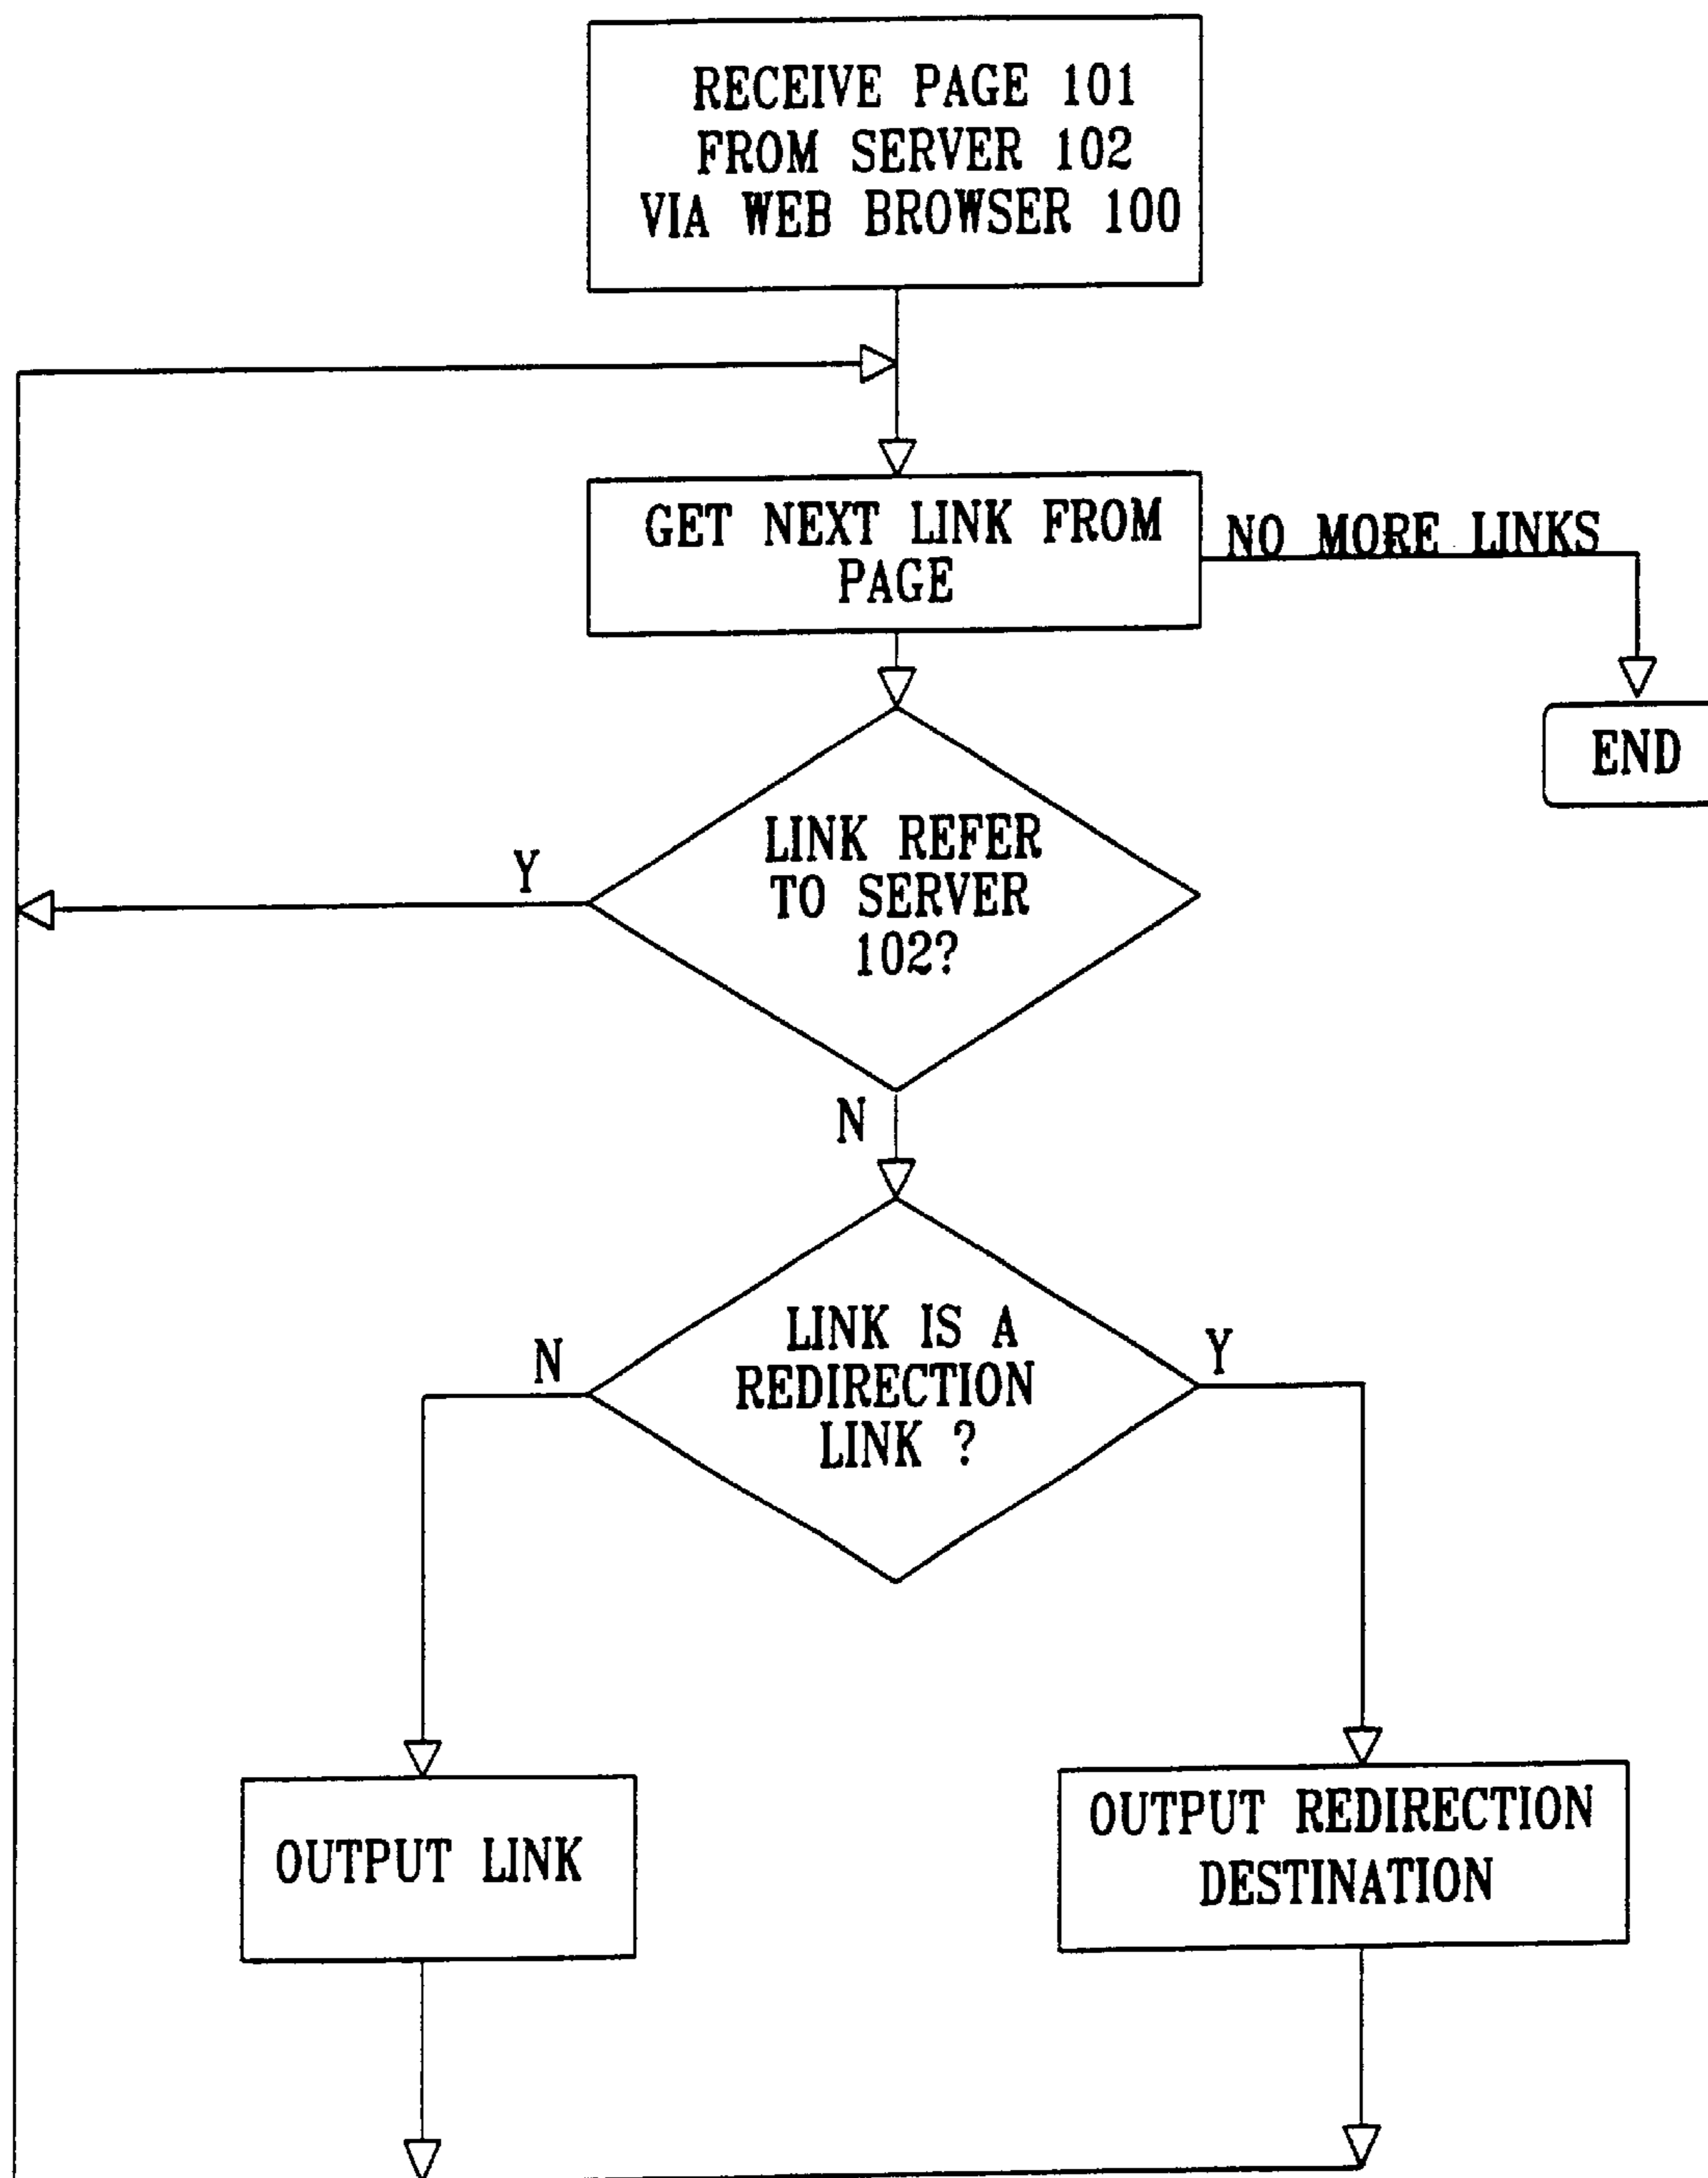 RECEIVE PAGE 101
FROM SERVER 102
VIA WEB BROWSER 100
GET NEXT LINK FROM
PAGE
NO MORE LINKS
END
LINK REFER
TO SERVER
102?
Y
N
LINK IS A
REDIRECTION
LINK ?
N
Y
OUTPUT LINK
OUTPUT REDIRECTION
DESTINATION